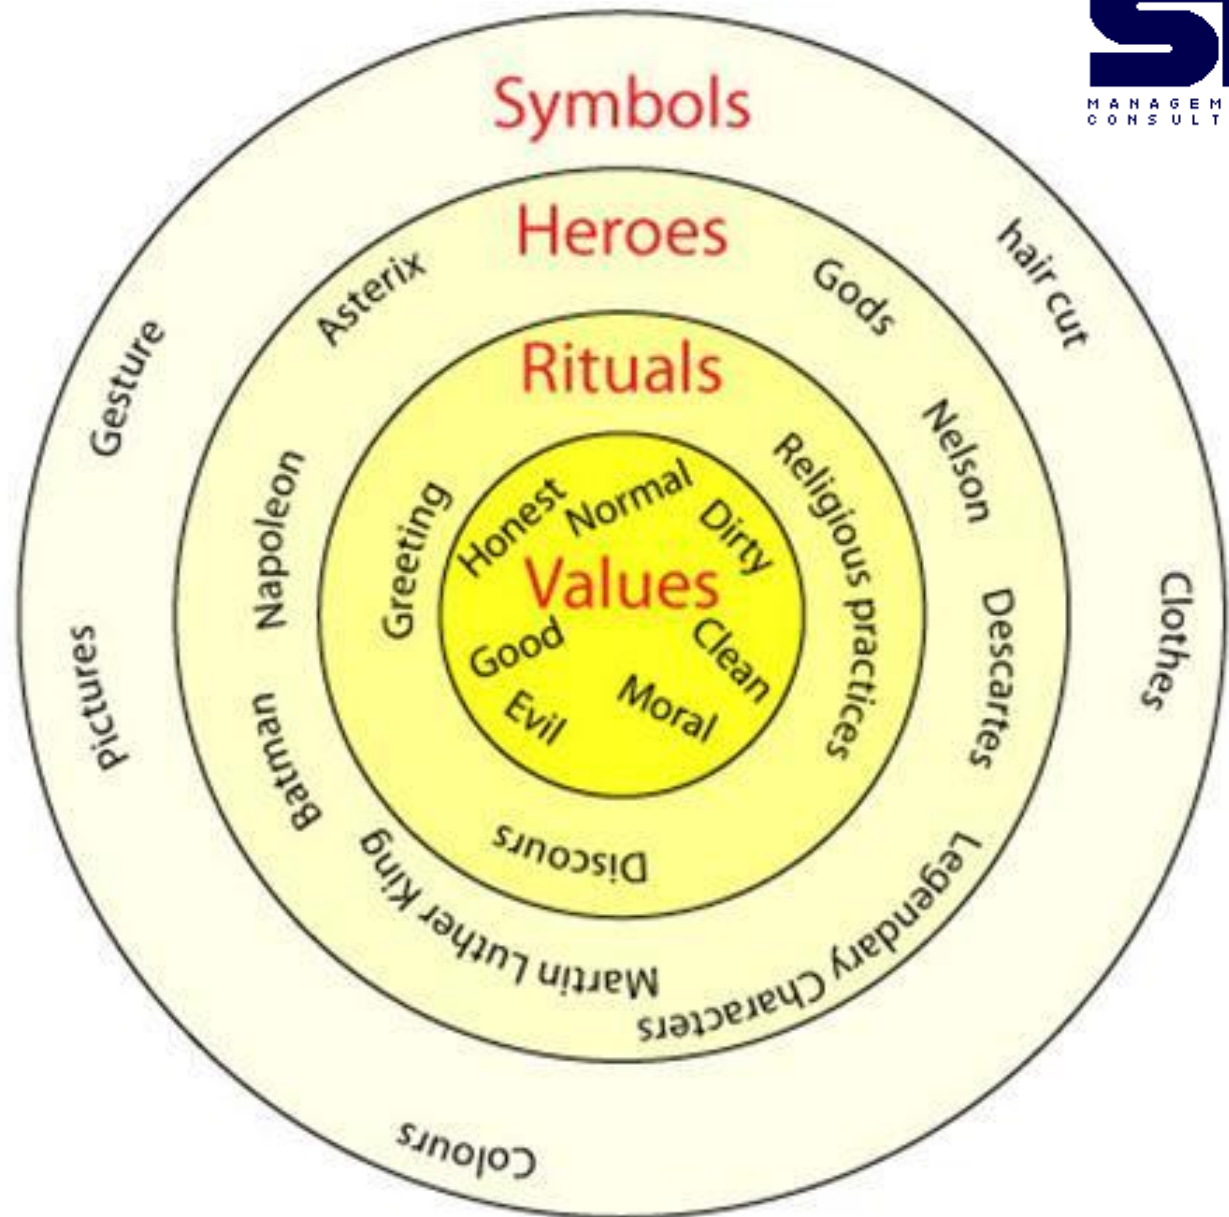 MANAGEM
CONSULT
Symbols
hair cut
Clothes
Colours
Pictures
Gesture
Heroes
Gods
Nelson
Descartes
Legendary Characters
Martin Luther King
Batman
Napoleon
Asterix
Rituals
Religious practices
Discours
Greeting
Values
Honest
Normal
Dirty
Clean
Moral
Evil
Good